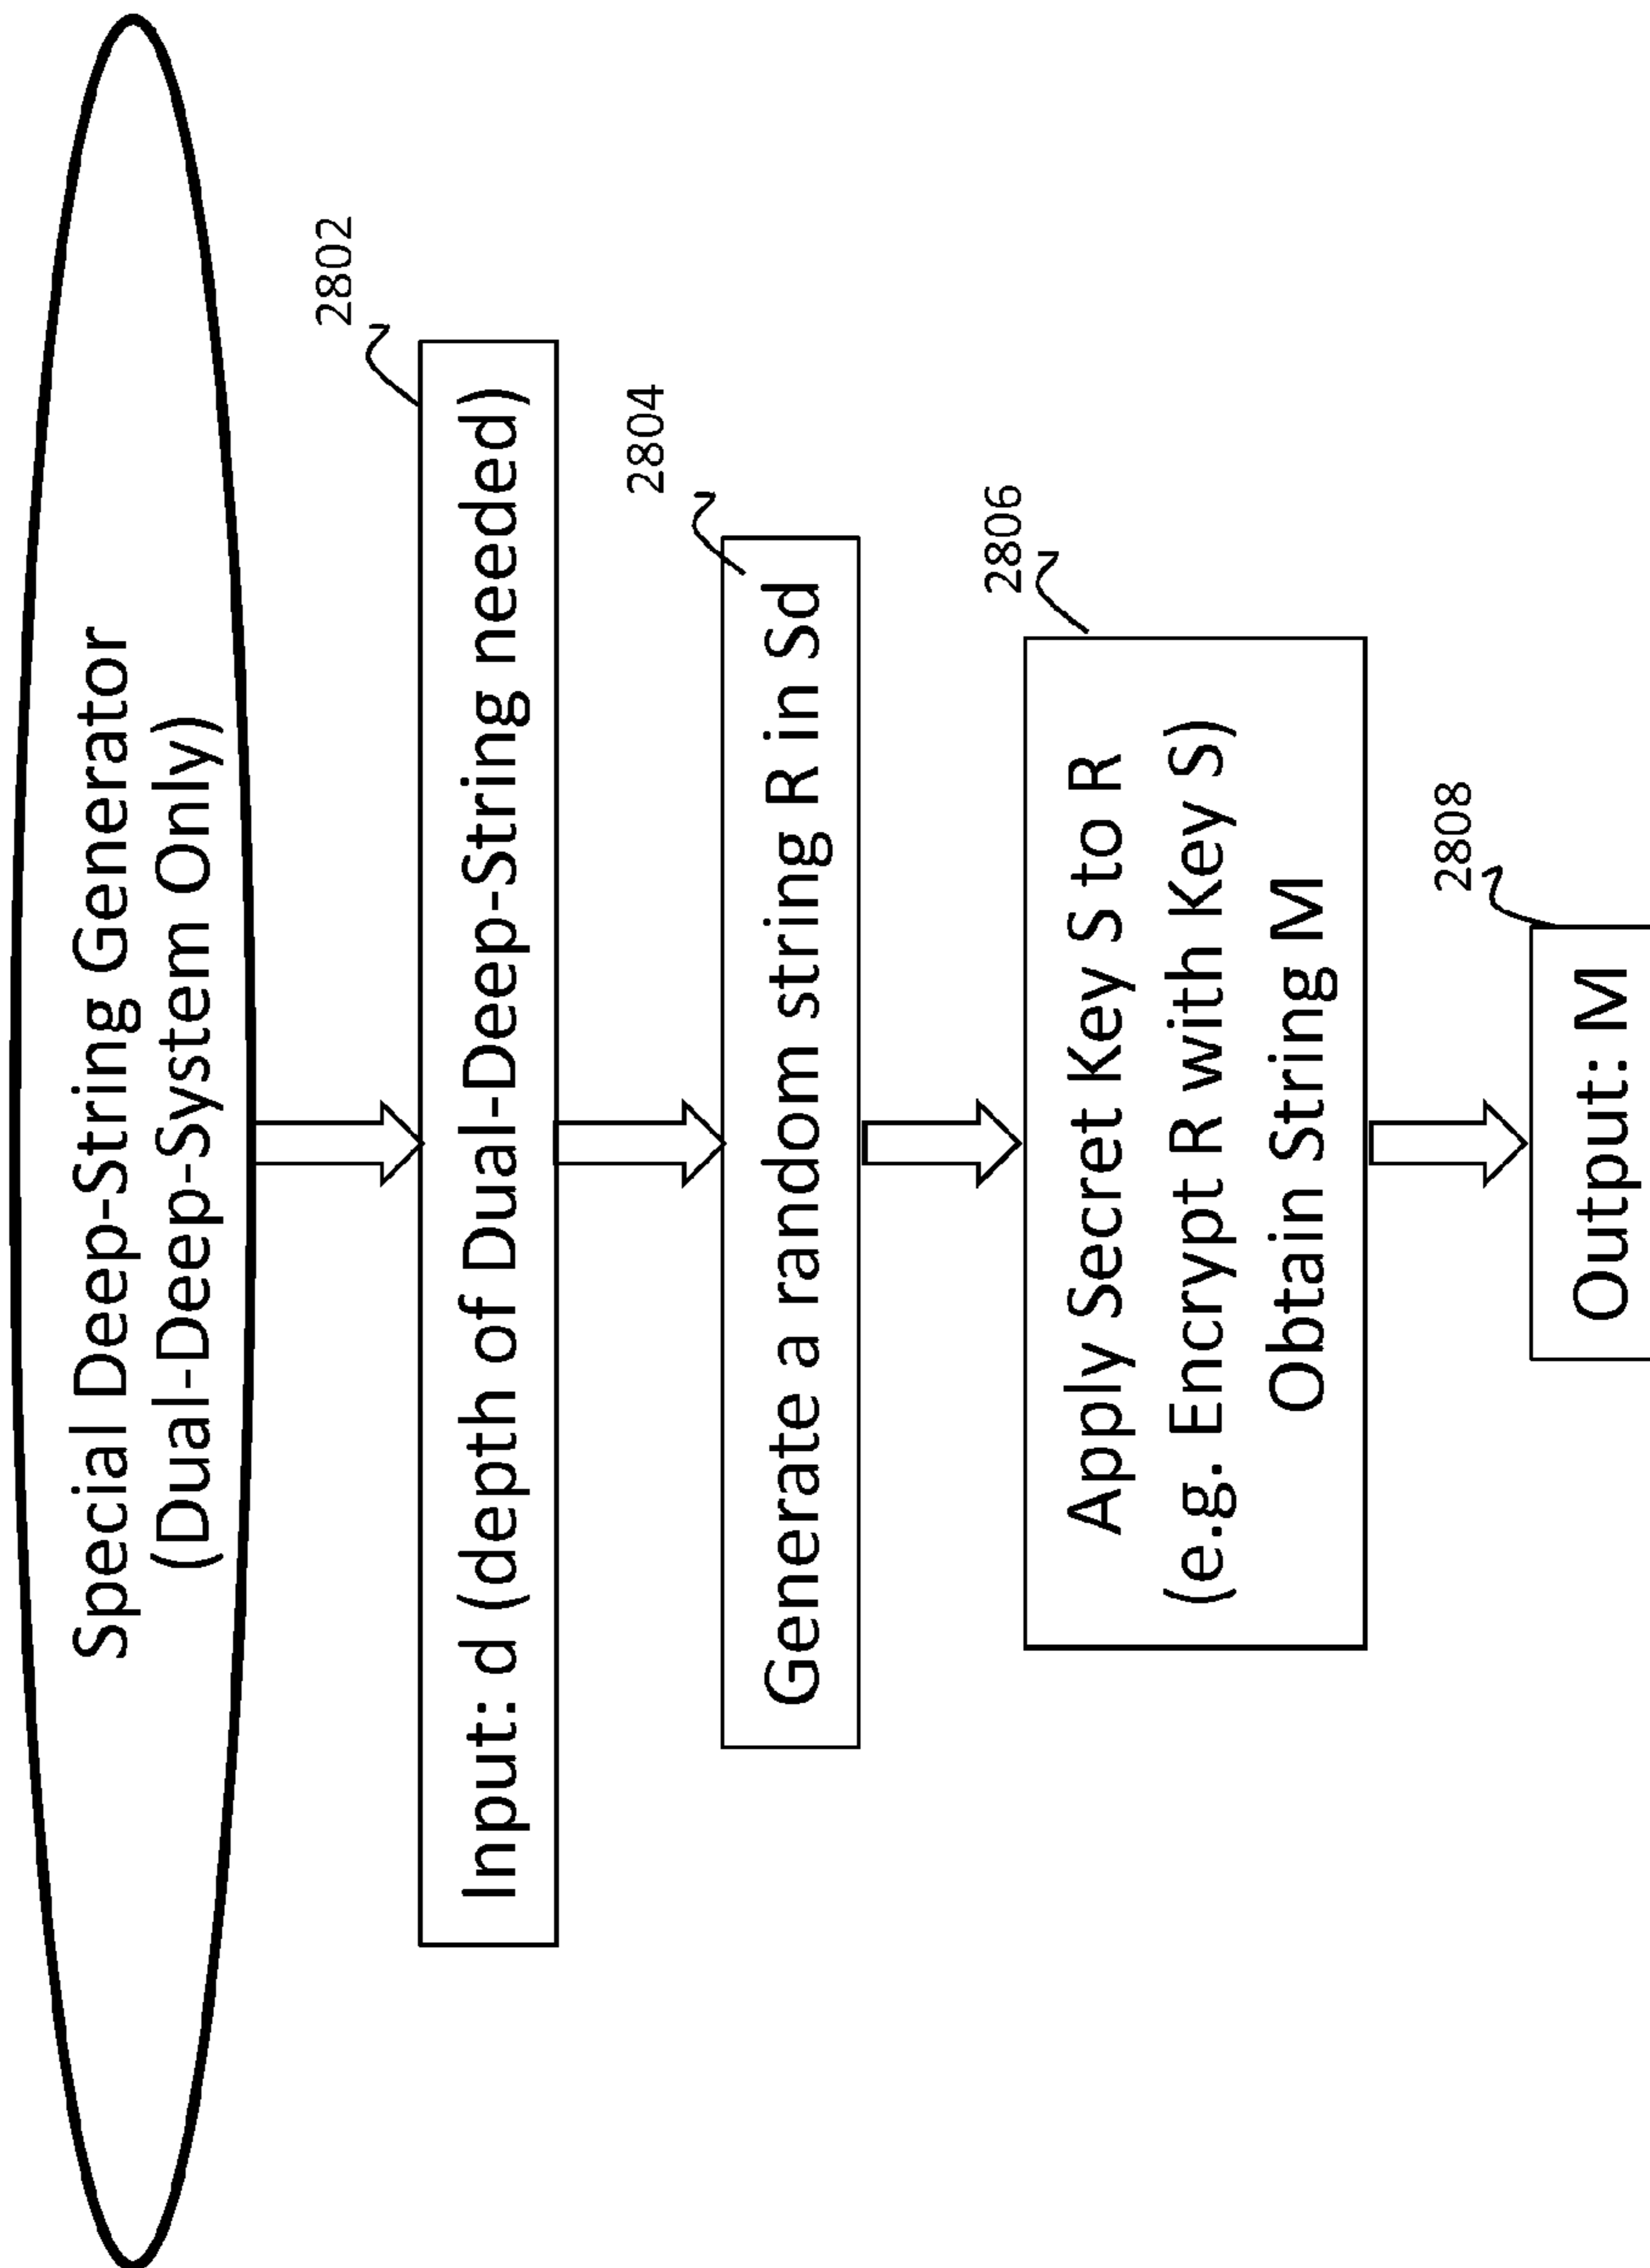 Special Deep-String Generator
(Dual-Deep-System Only)
2802
Input: d (depth of Dual-Deep-String needed)
2804
Generate a random string R in Sd
2806
Apply Secret Key S to R
(e.g. Encrypt R with Key S)
Obtain String M
2808
Output: M